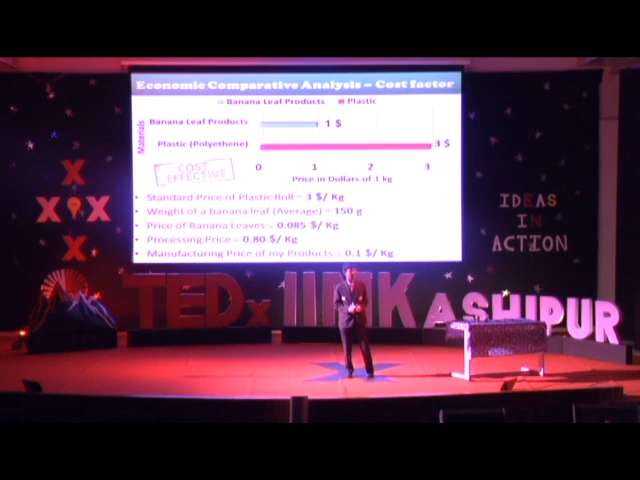 Economic Comparative Analysis – Cost factor
Banana Leaf Products Plastic
Materials
Banana Leaf Products
1 $
Plastic (Polyethene)
3 $
0 1 2 3
Price in Dollars of 1 kg
COST EFFECTIVE
• Standard Price of Plastic Roll = 3 $/ Kg
• Weight of a banana leaf (Average) = 150 g
• Price of Banana Leaves = 0.085 $/ Kg
• Processing Price = 0.80 $/ Kg
• Manufacturing Price of my Products = 0.1 $/ Kg
X
X X
X
IDEAS
IN
ACTION
TEDx IIMKASHIPUR